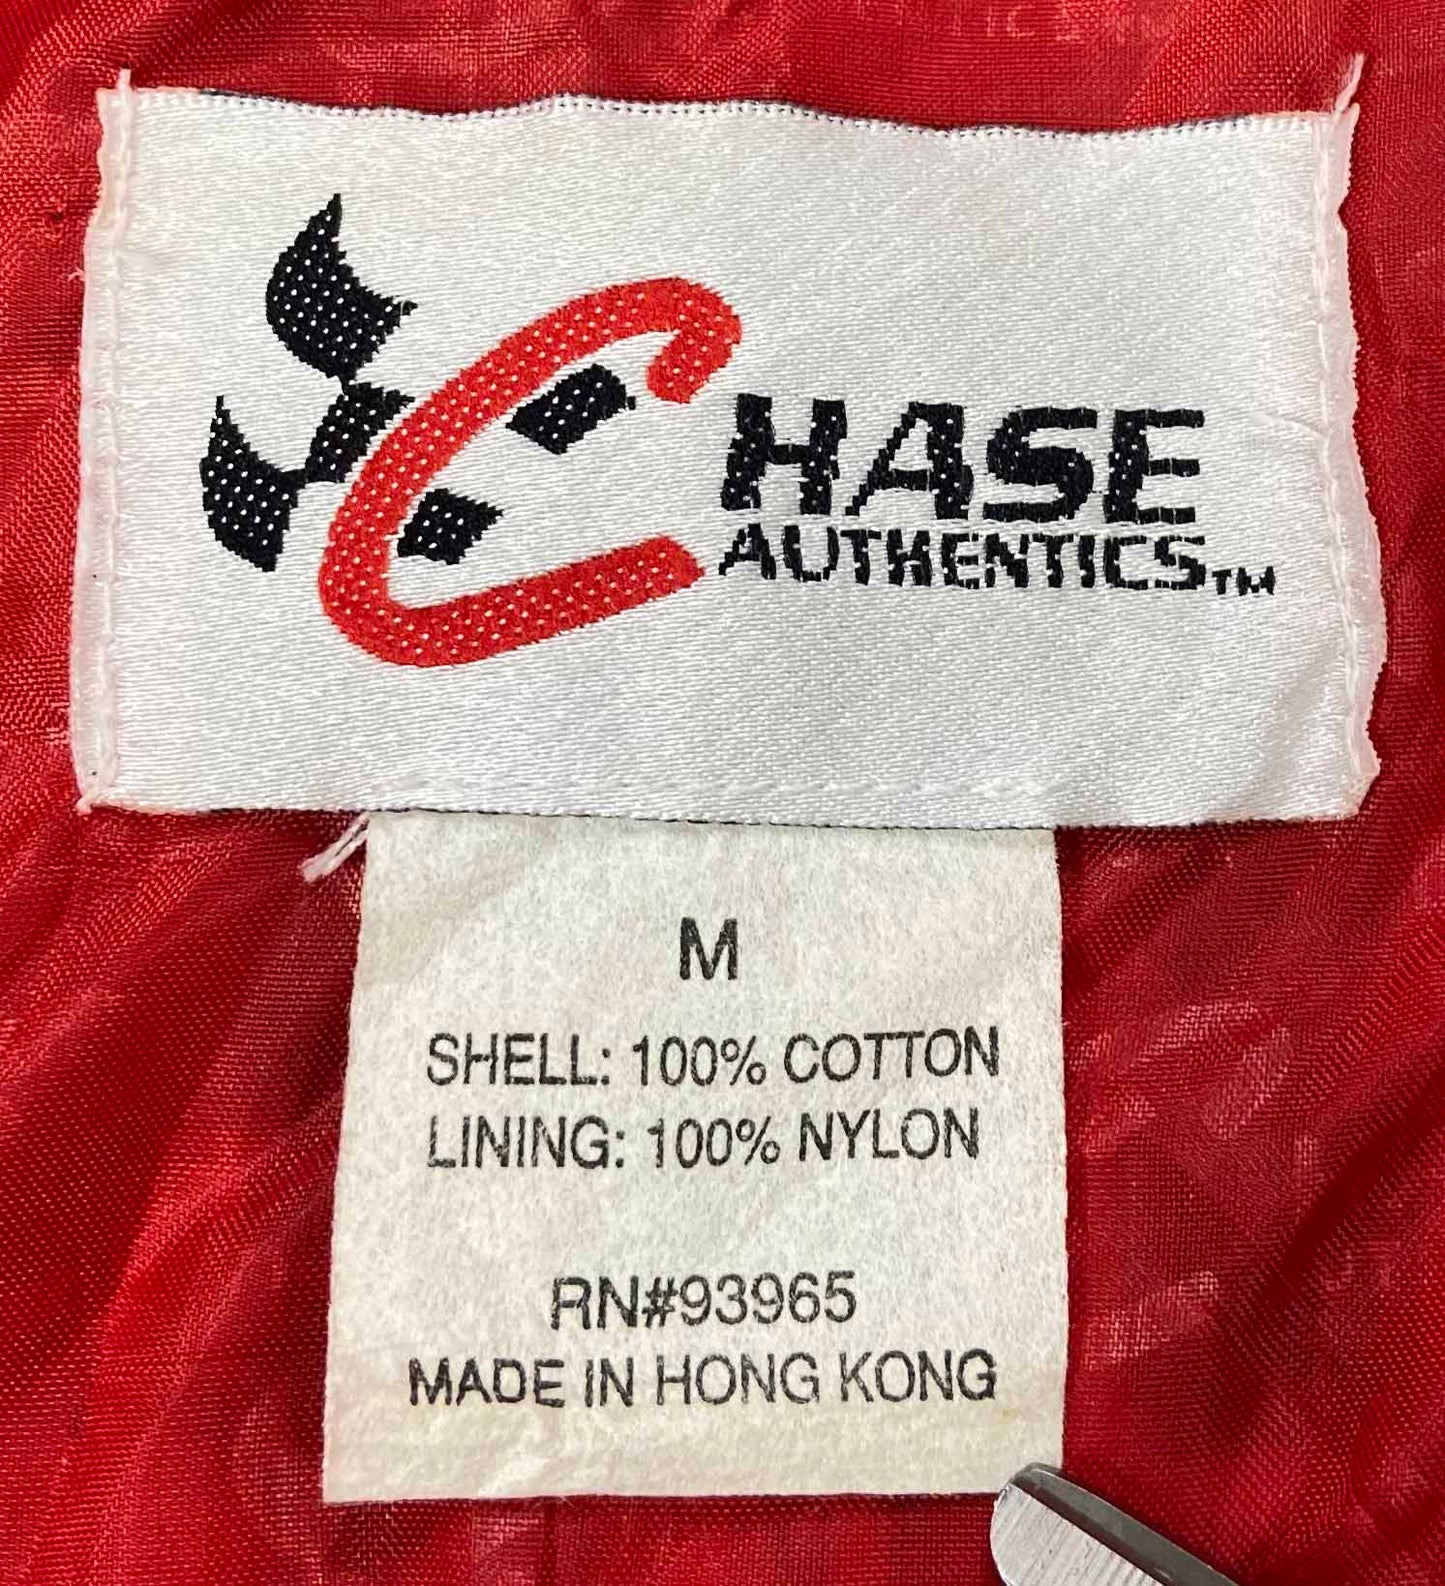 CHASE
AUTHENTICS™
M
SHELL: 100% COTTON
LINING: 100% NYLON
RN#93965
MADE IN HONG KONG